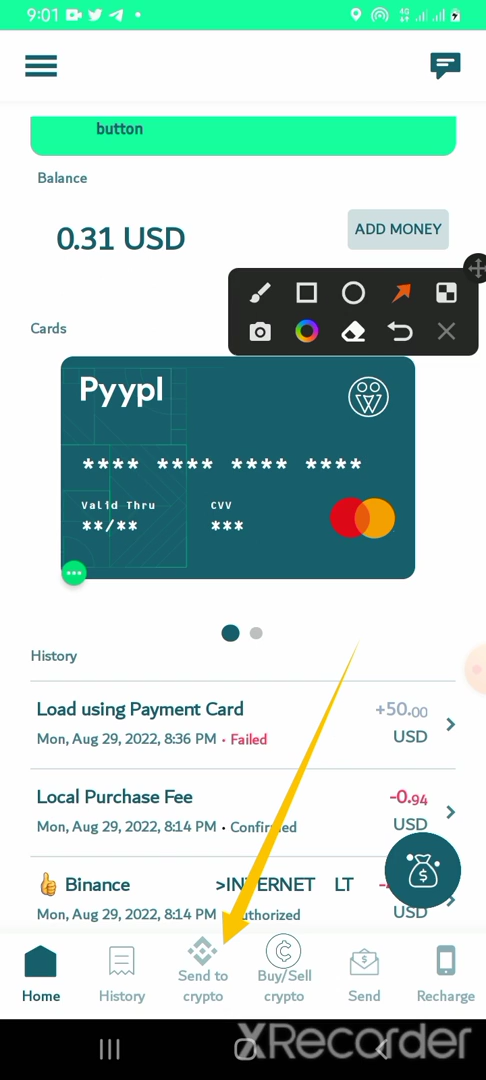 9:01
4G
button
Balance
0.31 USD
ADD MONEY
Cards
Pyypl
**** **** **** ****
Valid Thru
CVV
**/**
***
History
Load using Payment Card
+50.00
Mon, Aug 29, 2022, 8:36 PM • Failed
USD
Local Purchase Fee
-0.94
Mon, Aug 29, 2022, 8:14 PM • Confirmed
USD
👍 Binance >INTERNET LT
Mon, Aug 29, 2022, 8:14 PM Authorized
USD
Home
History
Send to crypto
Buy/Sell crypto
Send
Recharge
XRecorder